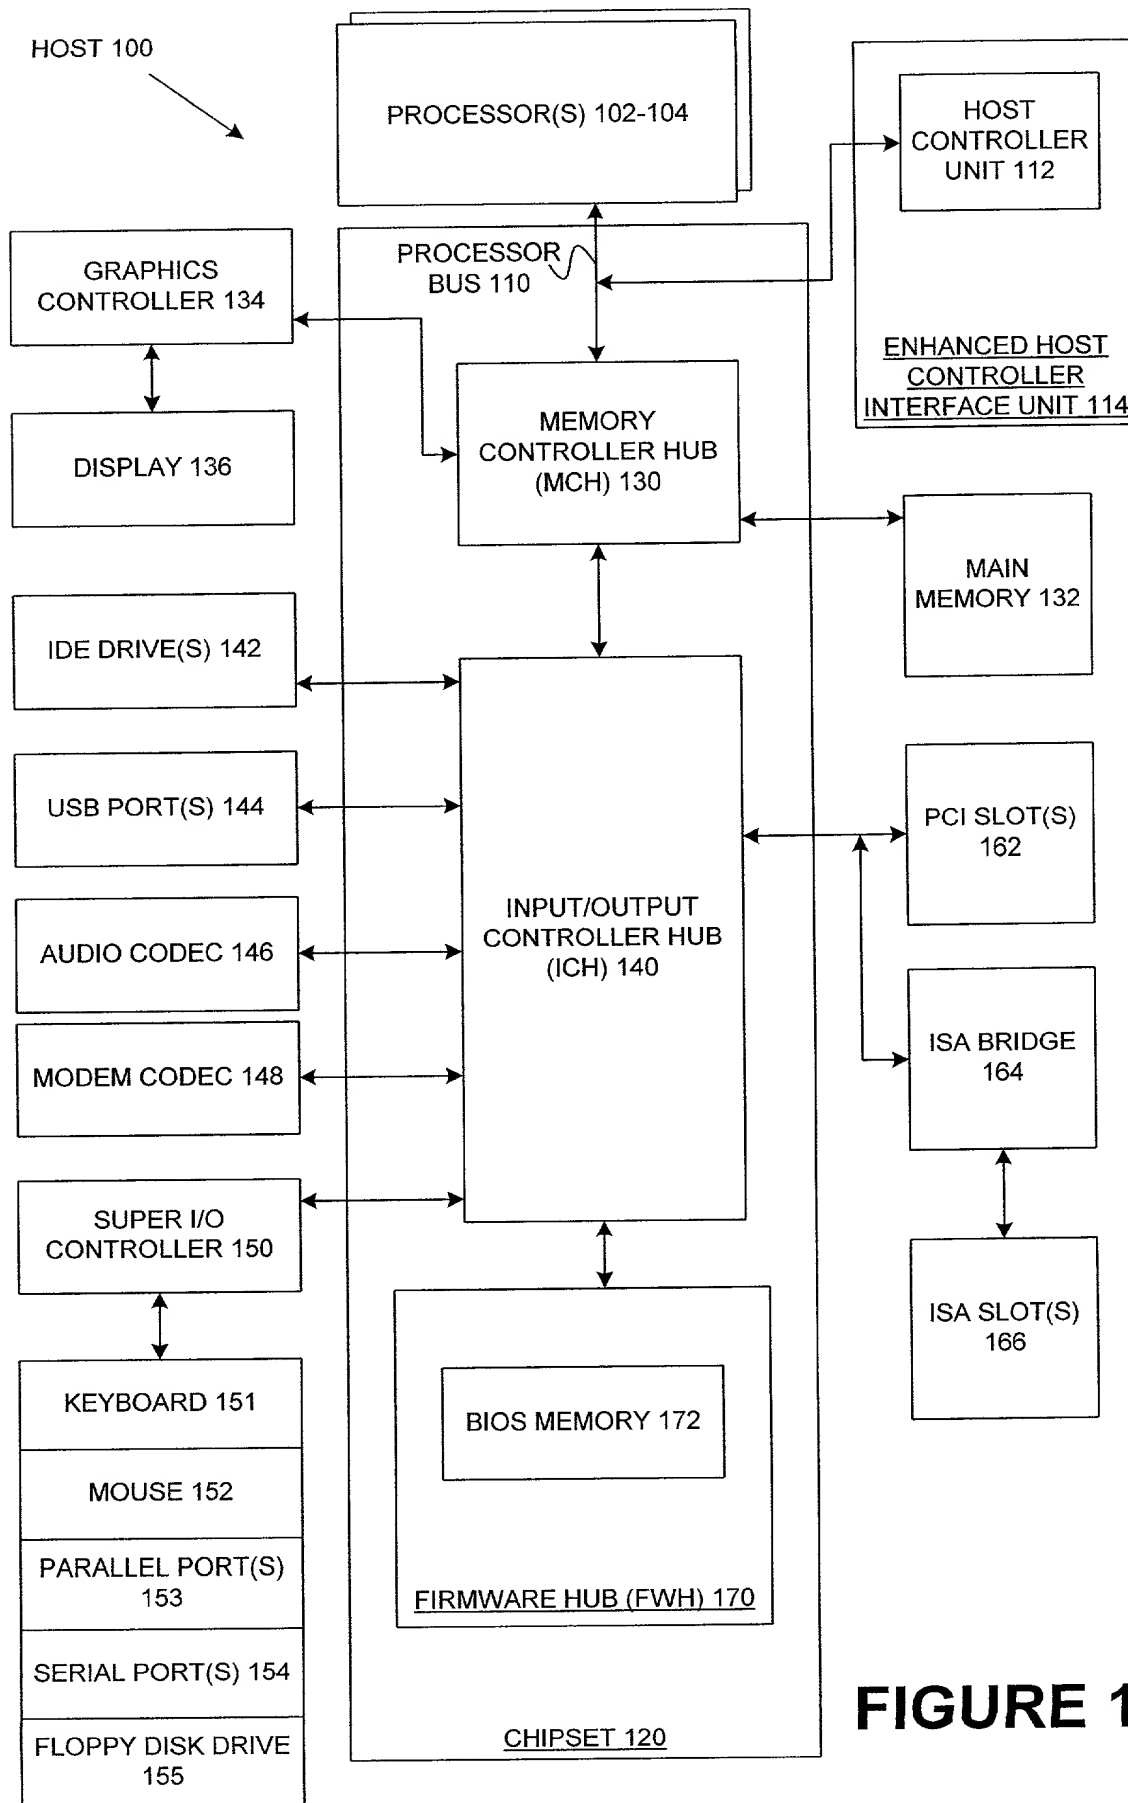 HOST 100
PROCESSOR(S) 102-104
HOST
CONTROLLER
UNIT 112
PROCESSOR
BUS 110
GRAPHICS
CONTROLLER 134
ENHANCED HOST
CONTROLLER
INTERFACE UNIT 114
MEMORY
CONTROLLER HUB
(MCH) 130
DISPLAY 136
MAIN
MEMORY 132
IDE DRIVE(S) 142
USB PORT(S) 144
PCI SLOT(S)
162
INPUT/OUTPUT
CONTROLLER HUB
(ICH) 140
AUDIO CODEC 146
MODEM CODEC 148
ISA BRIDGE
164
SUPER I/O
CONTROLLER 150
ISA SLOT(S)
166
KEYBOARD 151
BIOS MEMORY 172
MOUSE 152
PARALLEL PORT(S)
153
FIRMWARE HUB (FWH) 170
SERIAL PORT(S) 154
FLOPPY DISK DRIVE
155
CHIPSET 120
FIGURE 1